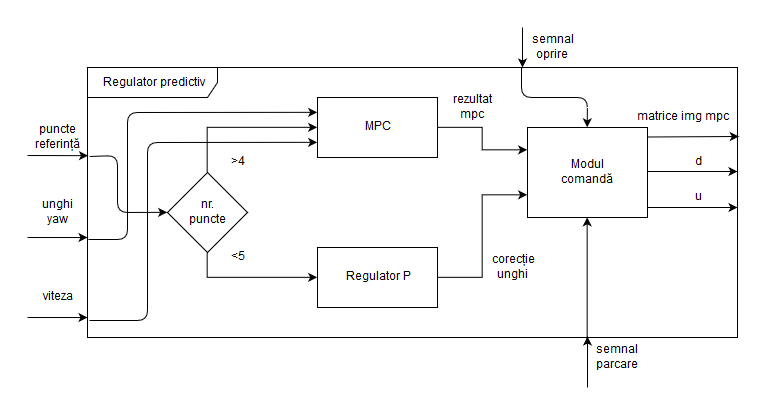 semnal
oprire
Regulator predictiv
puncte
referință
MPC
rezultat
mpc
matrice img mpc
>4
Modul
comandă
d
unghi
yaw
nr.
puncte
u
<5
viteza
Regulator P
corecție
unghi
semnal
parcare